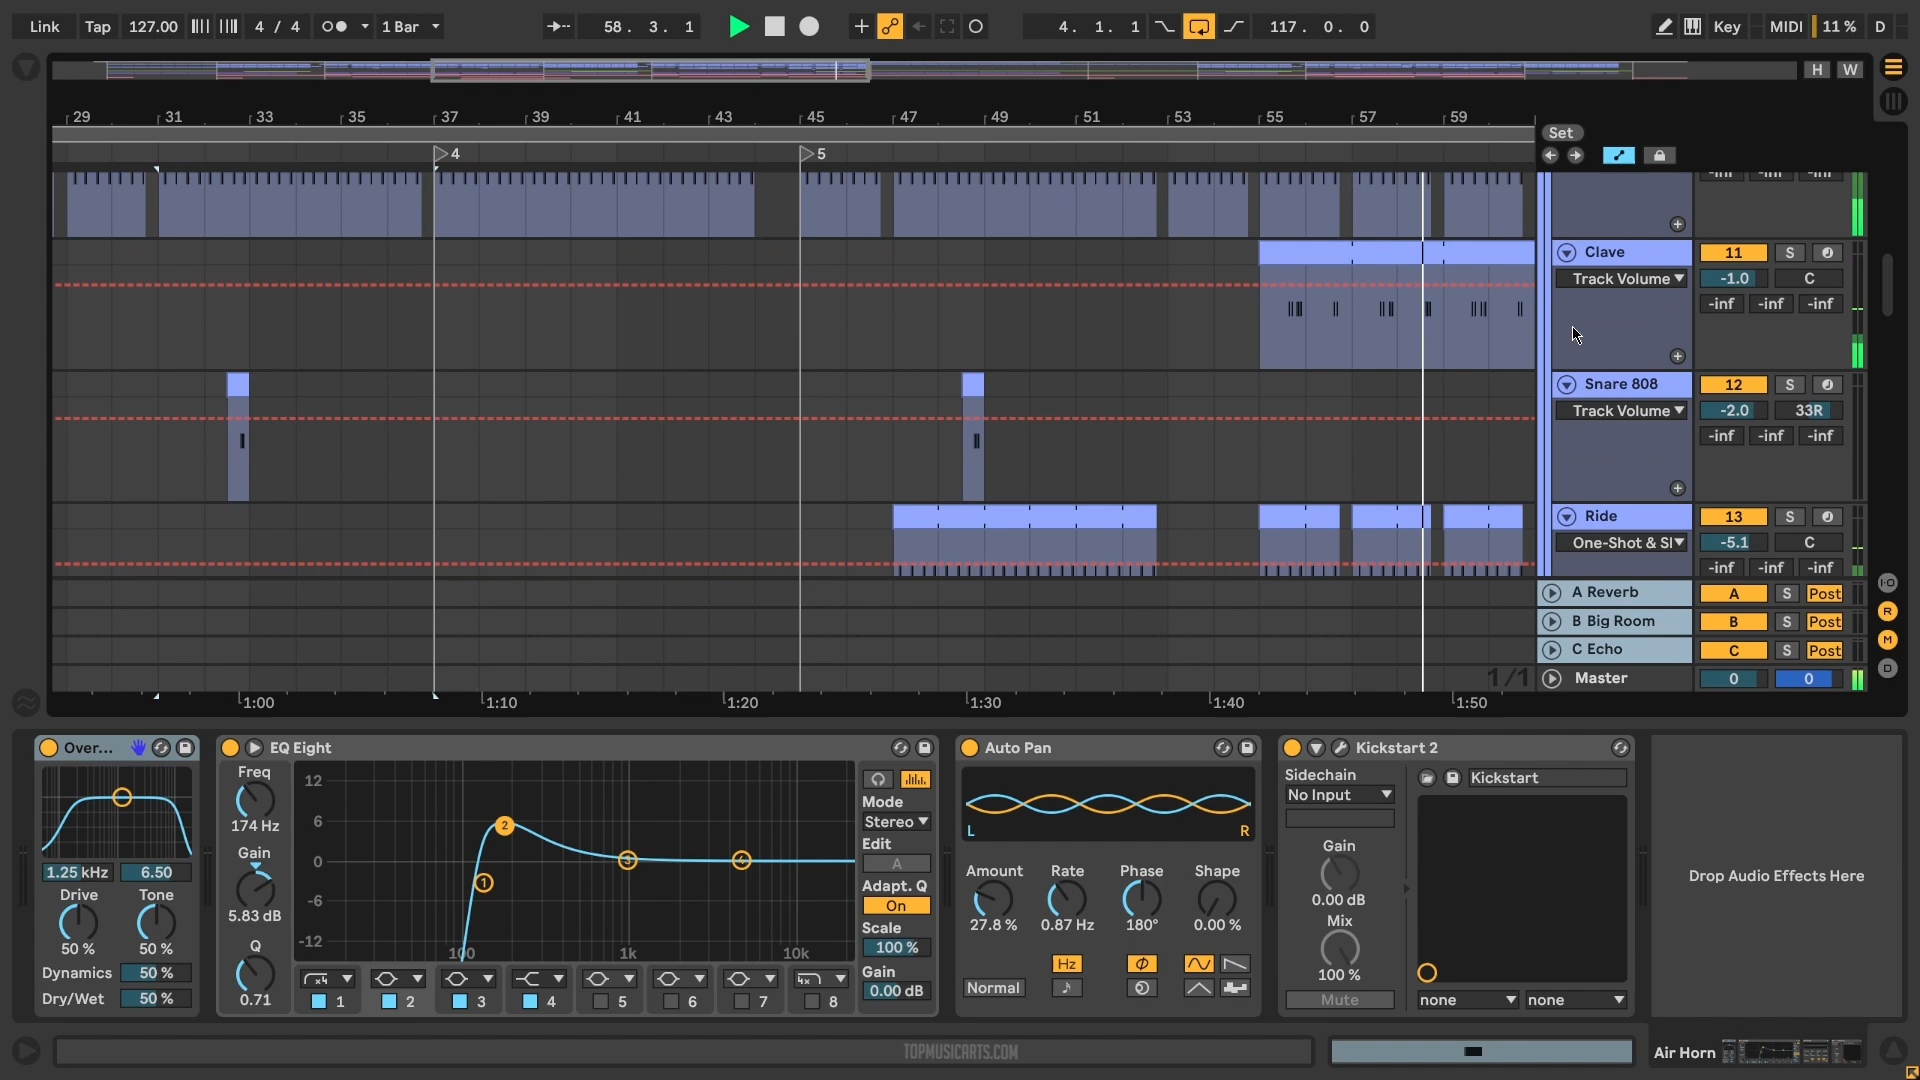 Link Tap 127.00 4 / 4 1 Bar 58. 3. 1 4. 1. 1 117. 0. 0 Key MIDI 11 % D
H W
29 31 33 35 37 39 41 43 45 47 49 51 53 55 57 59
Set
4 5
-inf -inf -inf
Clave 11 S
Track Volume -1.0 C
-inf -inf -inf
Snare 808 12 S
Track Volume -2.0 33R
-inf -inf -inf
Ride 13 S
One-Shot & Sl -5.1 C
-inf -inf -inf
A Reverb A S Post
B Big Room B S Post
C Echo C S Post
1/1 Master 0 0
I-O
R
M
D
1:00 1:10 1:20 1:30 1:40 1:50
Over...
1.25 kHz 6.50
Drive Tone
50 % 50 %
Dynamics 50 %
Dry/Wet 50 %
EQ Eight
Freq
174 Hz
Gain
5.83 dB
Q
0.71
12
6
0
-6
-12
100 1k 10k
1 2 3 4
x4 x4
1 2 3 4 5 6 7 8
Mode
Stereo
Edit
A
Adapt. Q
On
Scale
100 %
Gain
0.00 dB
Auto Pan
L R
Amount Rate Phase Shape
27.8 % 0.87 Hz 180° 0.00 %
Hz
Normal
Kickstart 2
Sidechain
No Input
Gain
0.00 dB
Mix
100 %
Mute
Kickstart
none none
Drop Audio Effects Here
TOPMUSICARTS.COM
Air Horn